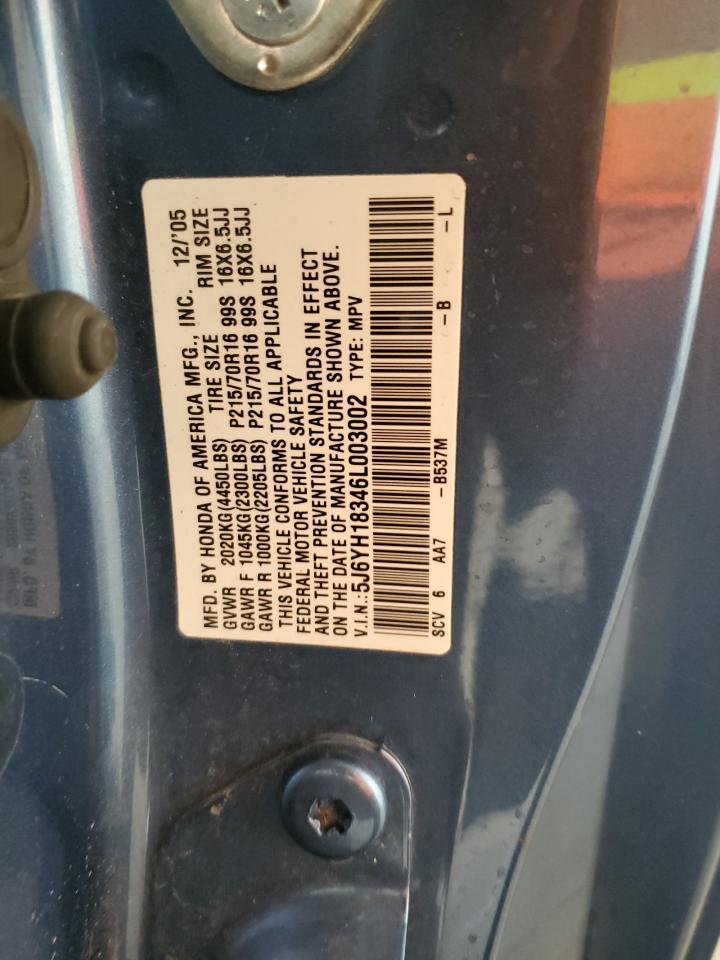 MFD. BY HONDA OF AMERICA MFG., INC. 12/'05
GVWR 2020KG(4450LBS) TIRE SIZE RIM SIZE
GAWR F 1045KG(2300LBS) P215/70R16 99S 16X6.5JJ
GAWR R 1000KG(2205LBS) P215/70R16 99S 16X6.5JJ
THIS VEHICLE CONFORMS TO ALL APPLICABLE
FEDERAL MOTOR VEHICLE SAFETY
AND THEFT PREVENTION STANDARDS IN EFFECT
ON THE DATE OF MANUFACTURE SHOWN ABOVE.
V.I.N.:5J6YH18346L003002 TYPE: MPV
SCV 6 AA7 -B537M -B -L